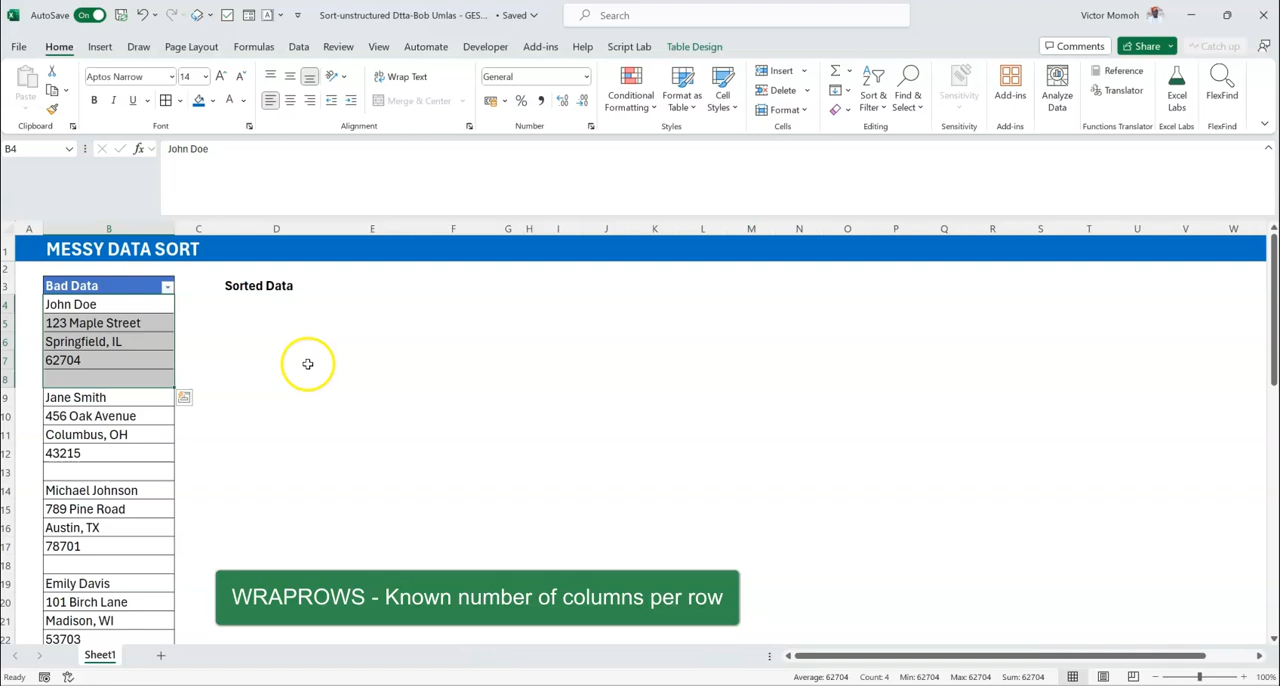 AutoSave On Sort-unstructured Dtta-Bob Umlas - GES... • Saved Search Victor Momoh
File Home Insert Draw Page Layout Formulas Data Review View Automate Developer Add-ins Help Script Lab Table Design Comments Share Catch up
Paste Aptos Narrow 14 Wrap Text General Conditional Formatting Format as Table Cell Styles Insert Sort & Filter Find & Select Sensitivity Add-ins Analyze Data Reference Excel Labs FlexFind
B I U Merge & Center Delete Translator
Format
Clipboard Font Alignment Number Styles Cells Editing Sensitivity Add-ins Functions Translator Excel Labs FlexFind
B4 fx John Doe
A B C D E F G H I J K L M N O P Q R S T U V W
1 MESSY DATA SORT
2
3 Bad Data Sorted Data
4 John Doe
5 123 Maple Street
6 Springfield, IL
7 62704
8
9 Jane Smith
10 456 Oak Avenue
11 Columbus, OH
12 43215
13
14 Michael Johnson
15 789 Pine Road
16 Austin, TX
17 78701
18
19 Emily Davis
20 101 Birch Lane
21 Madison, WI
22 53703
WRAPROWS - Known number of columns per row
Sheet1
Ready Average: 62704 Count: 4 Min: 62704 Max: 62704 Sum: 62704 100%